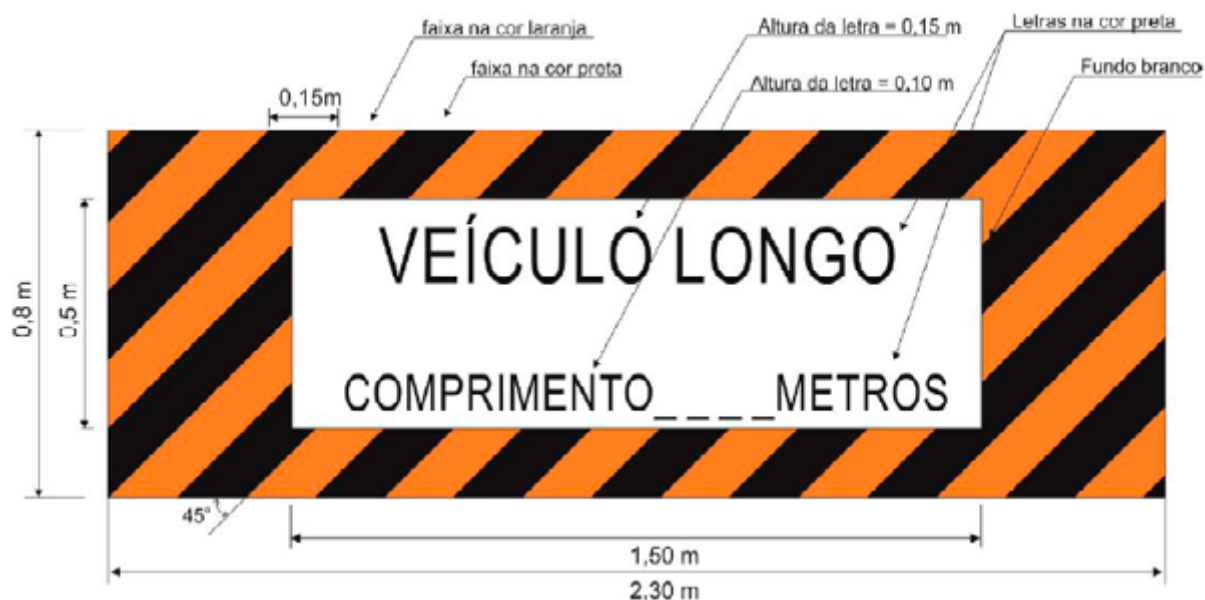 faixa na cor laranja
Altura da letra = 0,15 m
Letras na cor preta
faixa na cor preta
Altura da letra = 0,10 m
Fundo branco
0,15m
0,8 m
0,5 m
VEÍCULO LONGO
COMPRIMENTO_ _ _ _METROS
45°
1,50 m
2,30 m